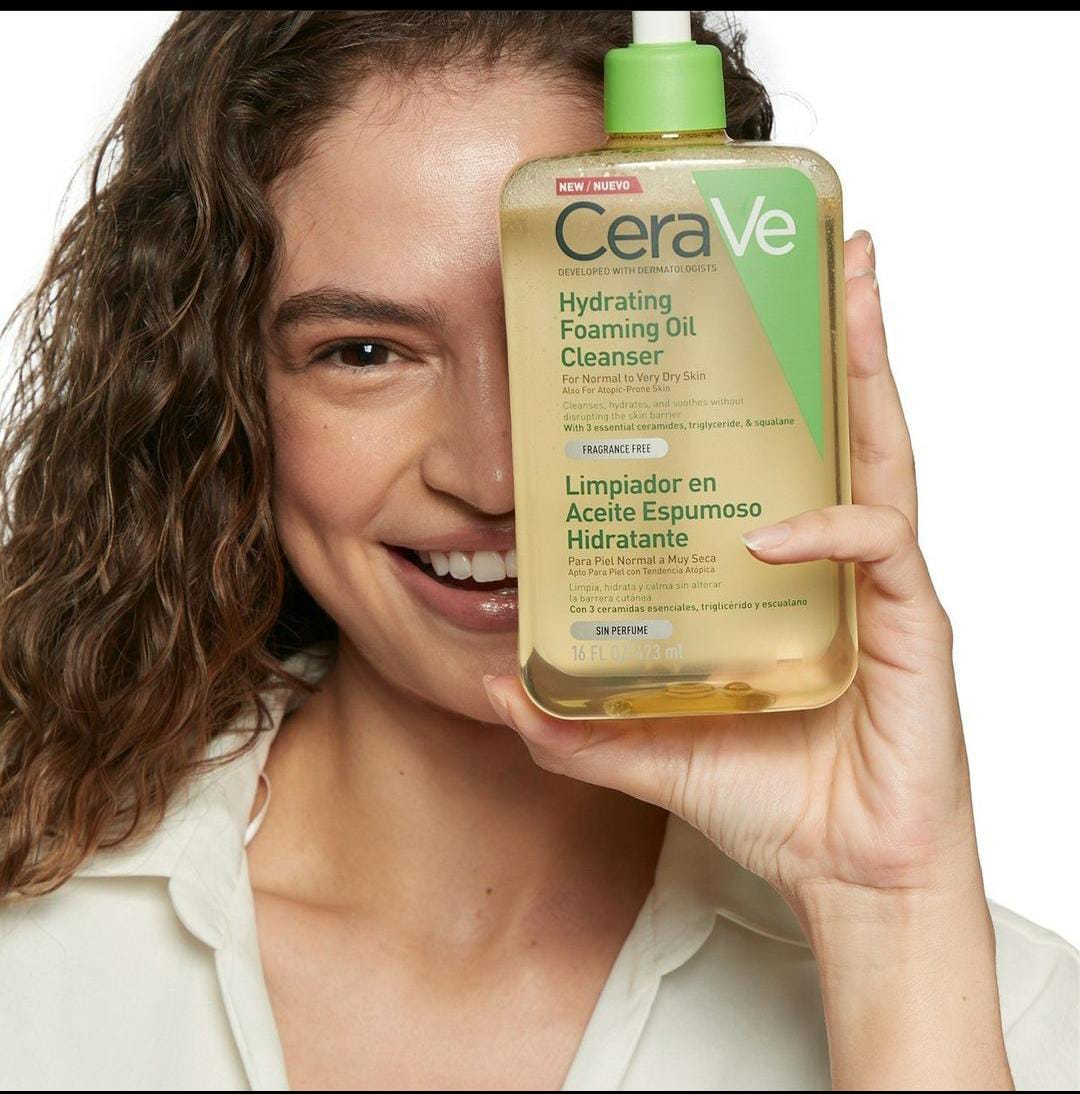 NEW / NUEVO
CeraVe
DEVELOPED WITH DERMATOLOGISTS
Hydrating
Foaming Oil
Cleanser
For Normal to Very Dry Skin
Also For Atopic-Prone Skin
Cleanses, hydrates, and soothes without
disrupting the skin barrier
With 3 essential ceramides, triglyceride, & squalane
FRAGRANCE FREE
Limpiador en
Aceite Espumoso
Hidratante
Para Piel Normal a Muy Seca
Apto Para Piel con Tendencia Atópica
Limpia, hidrata y calma sin alterar
la barrera cutánea
Con 3 ceramidas esenciales, triglicérido y escualano
SIN PERFUME
16 FL OZ 473 ml